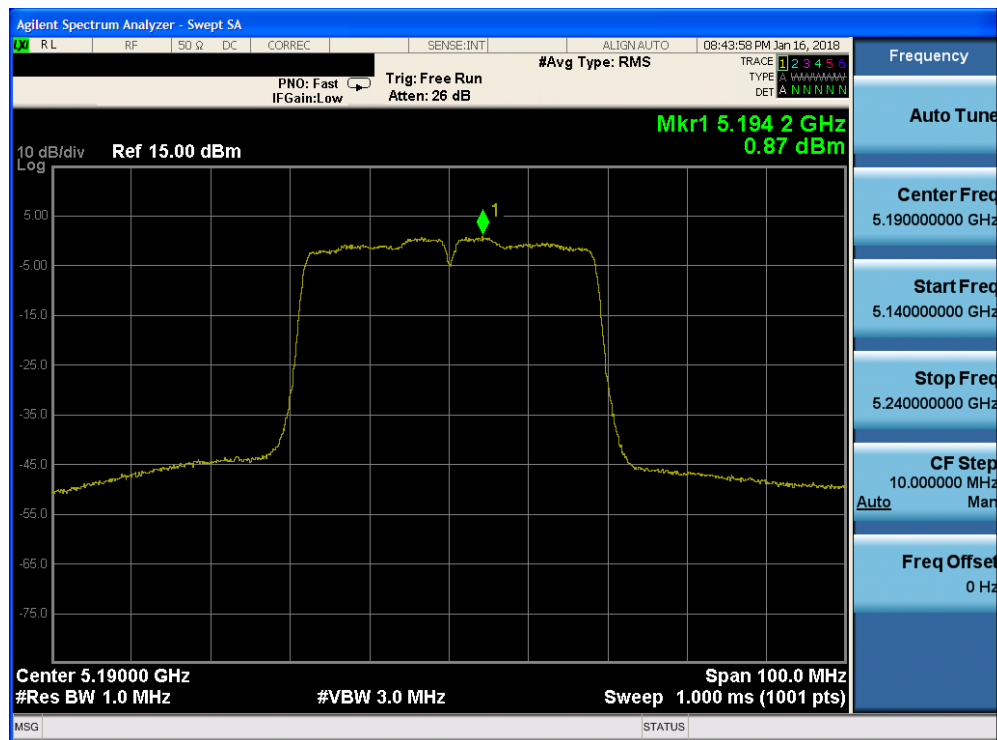 Agilent Spectrum Analyzer - Swept SA
LXI RL RF 50 Ω DC CORREC SENSE:INT ALIGN AUTO 08:43:58 PM Jan 16, 2018
PNO: Fast
IFGain:Low
Trig: Free Run
Atten: 26 dB
#Avg Type: RMS
TRACE 1 2 3 4 5 6
TYPE A WWWWW
DET A N N N N N
Mkr1 5.194 2 GHz
0.87 dBm
10 dB/div Ref 15.00 dBm
Log
1
5.00
-5.00
-15.0
-25.0
-35.0
-45.0
-55.0
-65.0
-75.0
Center 5.19000 GHz Span 100.0 MHz
#Res BW 1.0 MHz #VBW 3.0 MHz Sweep 1.000 ms (1001 pts)
MSG STATUS
Frequency
Auto Tune
Center Freq
5.190000000 GHz
Start Freq
5.140000000 GHz
Stop Freq
5.240000000 GHz
CF Step
10.000000 MHz
Auto Man
Freq Offset
0 Hz